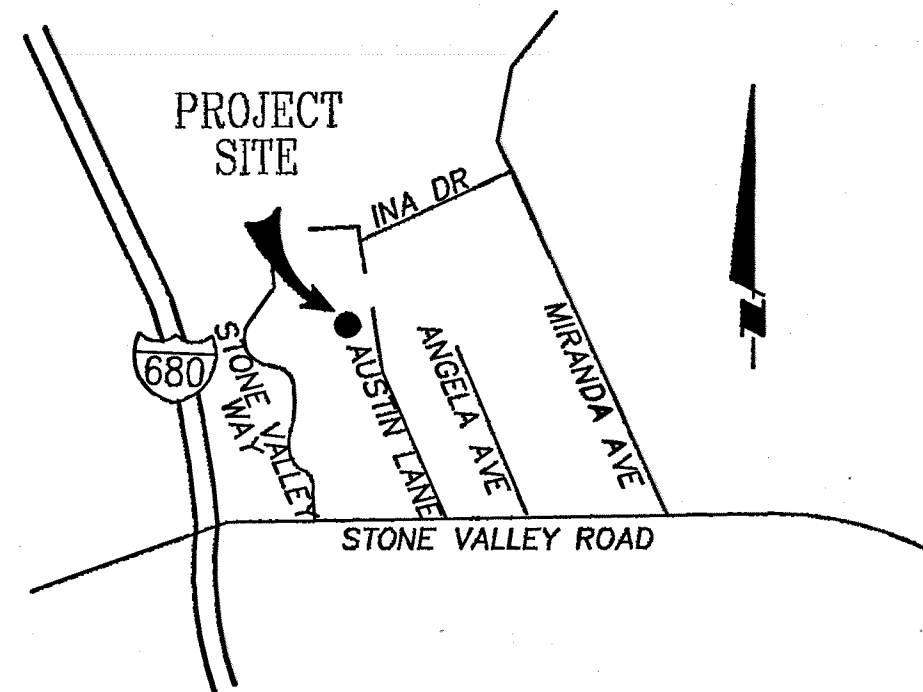 PROJECT
SITE
INA DR
680
STONE VALLEY
WAY
AUSTIN LANE
ANGELA AVE
MIRANDA AVE
N
STONE VALLEY ROAD